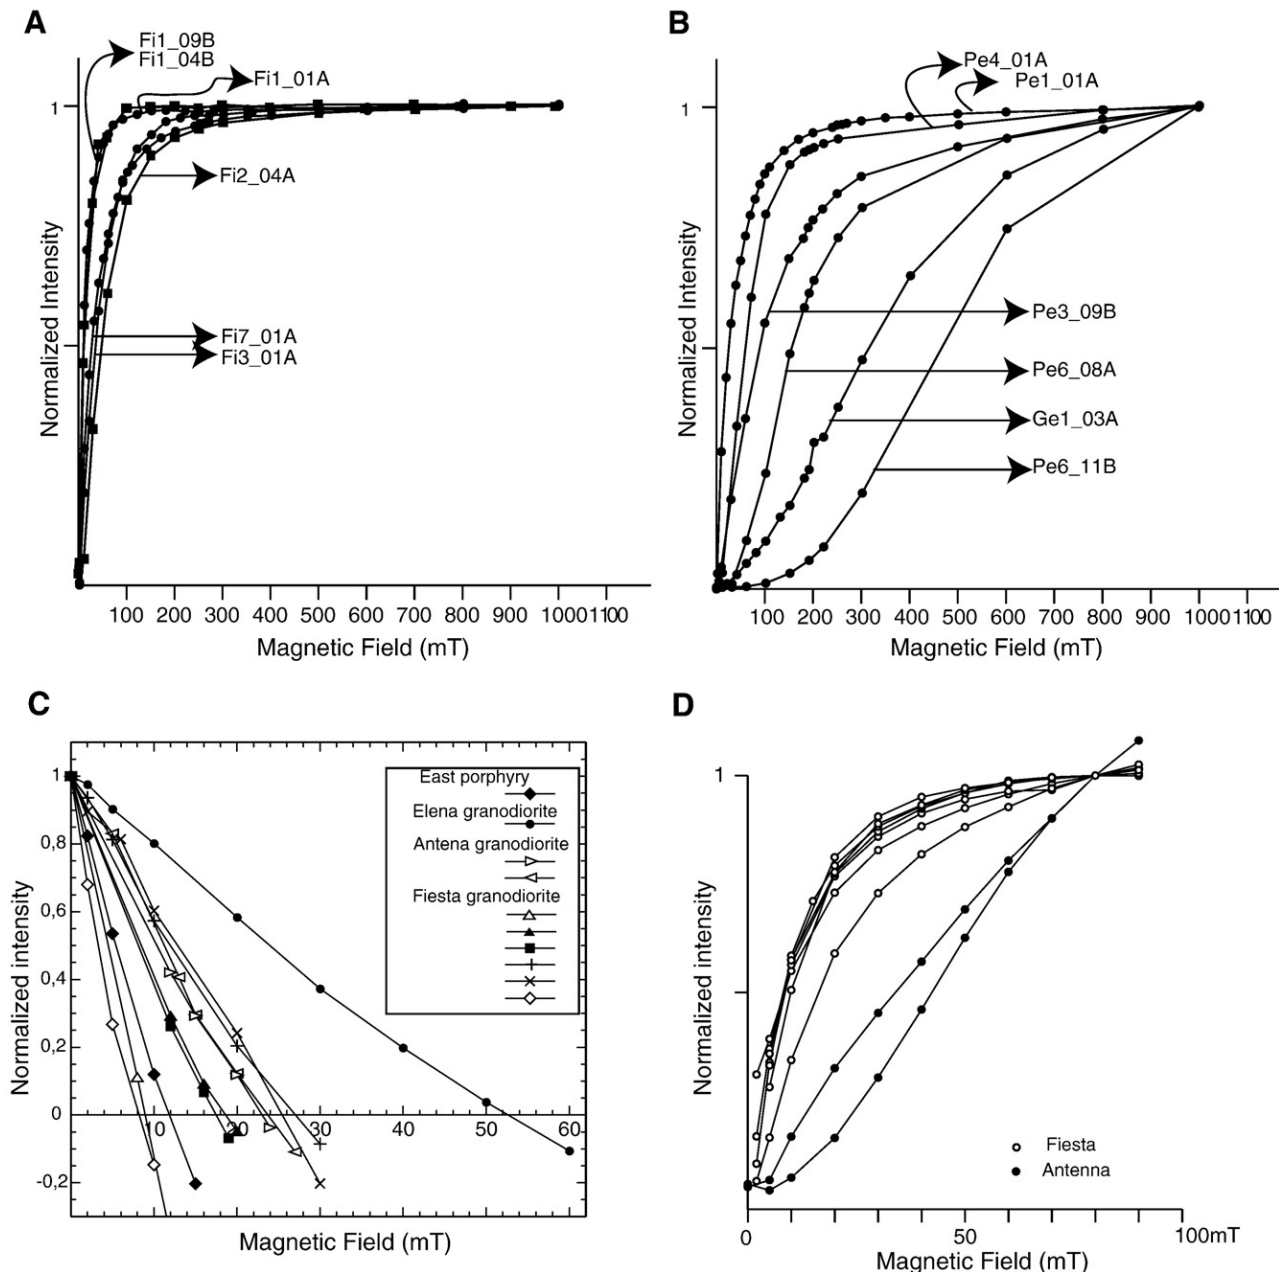 A
Fi1_09B
Fi1_04B
Fi1_01A
1
Fi2_04A
Fi7_01A
Fi3_01A
Normalized Intensity
100 200 300 400 500 600 700 800 900 1000 1100
Magnetic Field (mT)
B
Pe4_01A
Pe1_01A
1
Pe3_09B
Pe6_08A
Ge1_03A
Pe6_11B
Normalized Intensity
100 200 300 400 500 600 700 800 900 1000 1100
Magnetic Field (mT)
C
1
0,8
0,6
0,4
0,2
0
-0,2
Normalized intensity
East porphyry
Elena granodiorite
Antena granodiorite
Fiesta granodiorite
10 20 30 40 50 60
Magnetic Field (mT)
D
1
Normalized intensity
Fiesta
Antenna
0 50 100mT
Magnetic Field (mT)